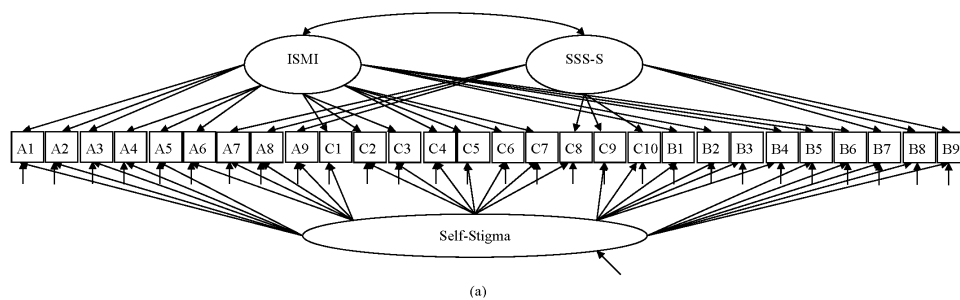 ISMI SSS-S
A1 A2 A3 A4 A5 A6 A7 A8 A9 C1 C2 C3 C4 C5 C6 C7 C8 C9 C10 B1 B2 B3 B4 B5 B6 B7 B8 B9
Self-Stigma
(a)